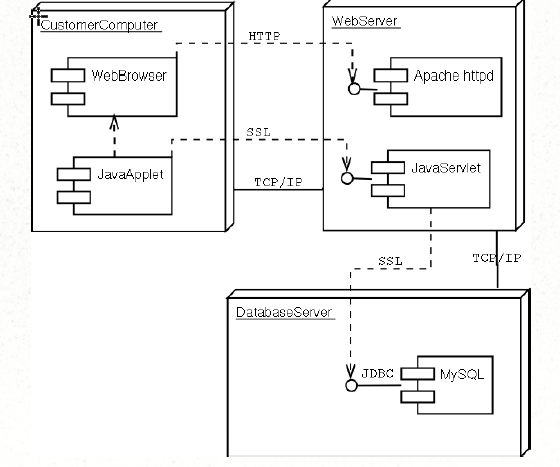 CustomerComputer
WebServer
HTTP
WebBrowser
Apache httpd
SSL
JavaApplet
JavaServlet
TCP/IP
SSL
TCP/IP
DatabaseServer
JDBC
MySQL